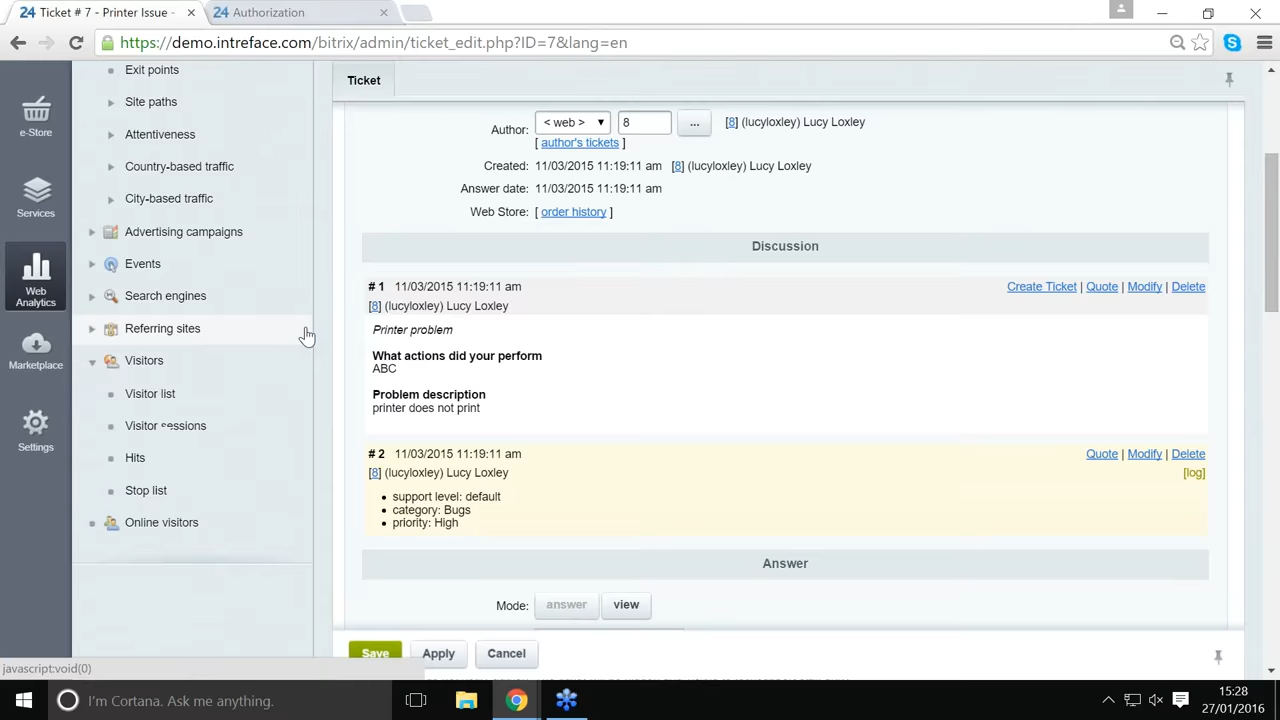 24 Ticket # 7 - Printer Issue -
24 Authorization
https://demo.intreface.com/bitrix/admin/ticket_edit.php?ID=7&lang=en
e-Store
Services
Web Analytics
Marketplace
Settings
Exit points
Site paths
Attentiveness
Country-based traffic
City-based traffic
Advertising campaigns
Events
Search engines
Referring sites
Visitors
Visitor list
Visitor sessions
Hits
Stop list
Online visitors
Ticket
Author: < web > 8 ... [8] (lucyloxley) Lucy Loxley
[ author's tickets ]
Created: 11/03/2015 11:19:11 am [8] (lucyloxley) Lucy Loxley
Answer date: 11/03/2015 11:19:11 am
Web Store: [ order history ]
Discussion
# 1 11/03/2015 11:19:11 am Create Ticket | Quote | Modify | Delete
[8] (lucyloxley) Lucy Loxley
Printer problem
What actions did your perform
ABC
Problem description
printer does not print
# 2 11/03/2015 11:19:11 am Quote | Modify | Delete
[8] (lucyloxley) Lucy Loxley [log]
support level: default
category: Bugs
priority: High
Answer
Mode: answer view
Save Apply Cancel
javascript:void(0)
I'm Cortana. Ask me anything.
15:28
27/01/2016